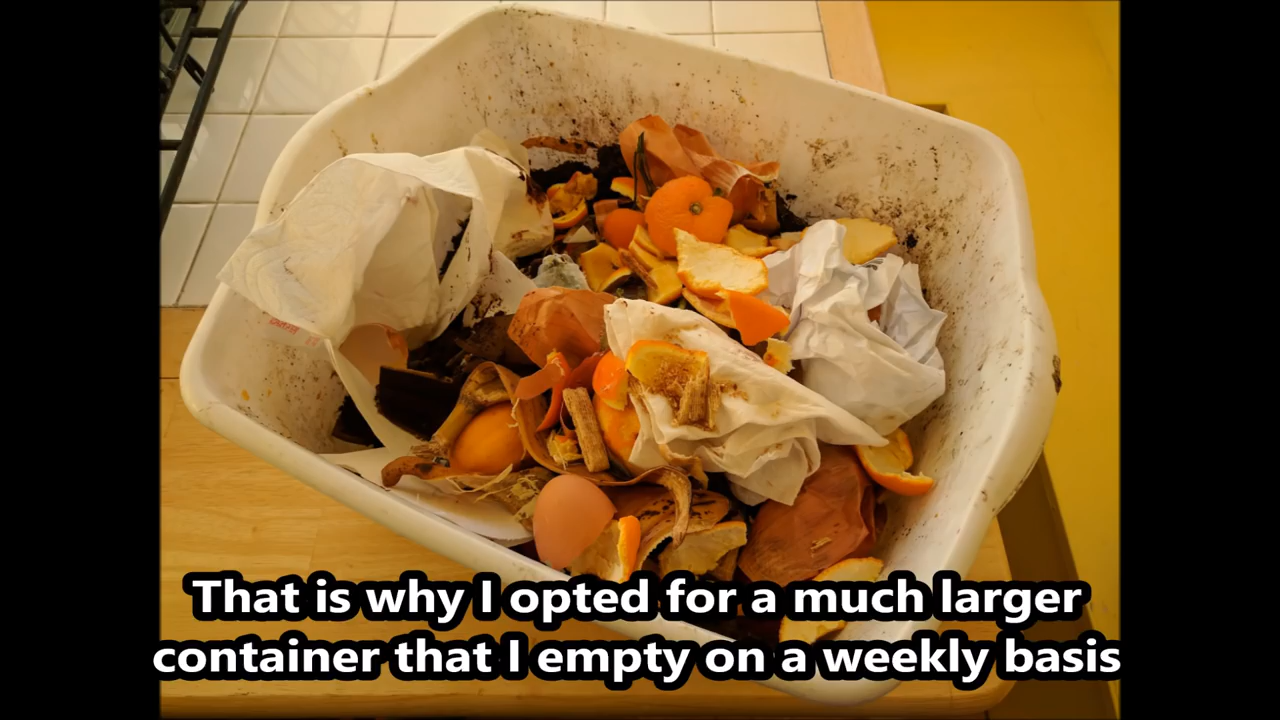 That is why I opted for a much larger
container that I empty on a weekly basis